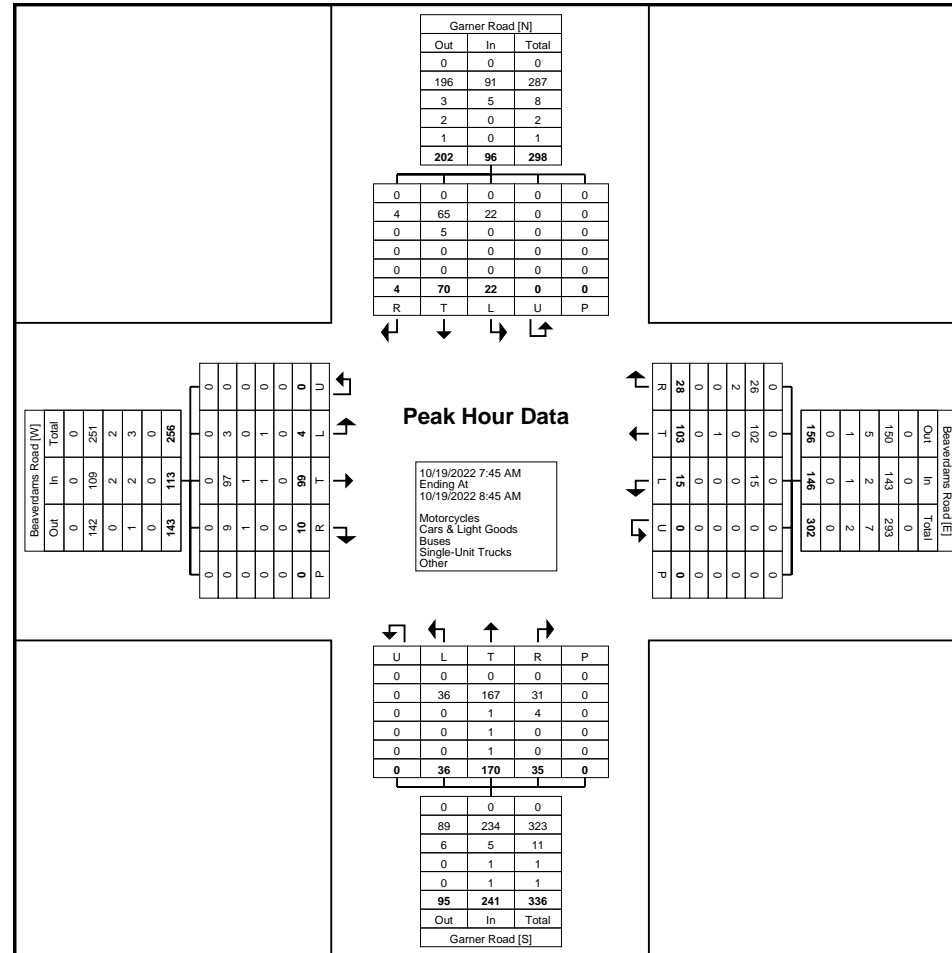 Garner Road [N]
Out In Total
0 0 0
196 91 287
3 5 8
2 0 2
1 0 1
202 96 298
0 0 0 0 0
4 65 22 0 0
0 5 0 0 0
0 0 0 0 0
0 0 0 0 0
4 70 22 0 0
R T L U P
Beaverdams Road [W]
Out In Total
0 0 0
142 109 251
0 2 2
1 2 3
0 0 0
143 113 256
0 0 0 0 0
0 3 97 9 0
0 0 1 1 0
0 1 1 0 0
0 0 0 0 0
0 4 99 10 0
U L T R P
Peak Hour Data
10/19/2022 7:45 AM
Ending At
10/19/2022 8:45 AM
Motorcycles
Cars & Light Goods
Buses
Single-Unit Trucks
Other
Beaverdams Road [E]
Out In Total
0 0 0
150 143 293
5 2 7
1 1 2
0 0 0
156 146 302
0 0 0 0 0
26 102 15 0 0
2 0 0 0 0
0 1 0 0 0
0 0 0 0 0
28 103 15 0 0
R T L U P
U L T R P
0 0 0 0 0
0 36 167 31 0
0 0 1 4 0
0 0 1 0 0
0 0 1 0 0
0 36 170 35 0
0 0 0
89 234 323
6 5 11
0 1 1
0 1 1
95 241 336
Out In Total
Garner Road [S]